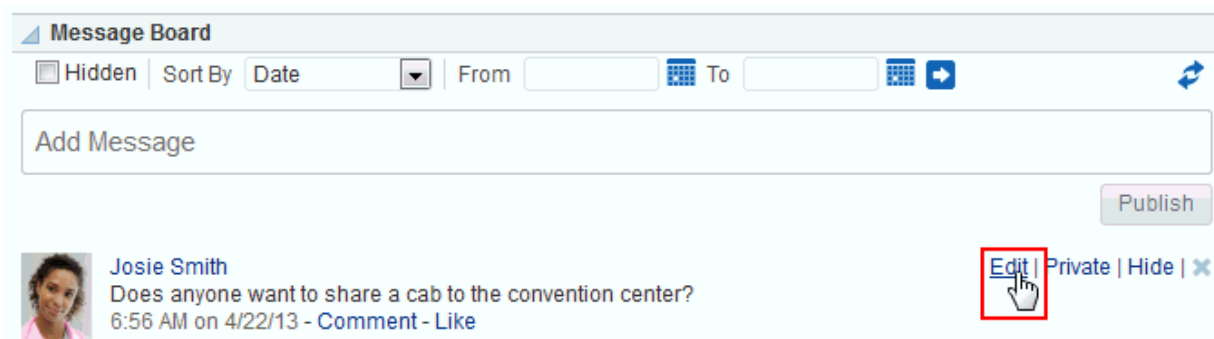 Message Board
Hidden Sort By Date From To
Add Message
Publish
Josie Smith Edit | Private | Hide |
Does anyone want to share a cab to the convention center?
6:56 AM on 4/22/13 - Comment - Like